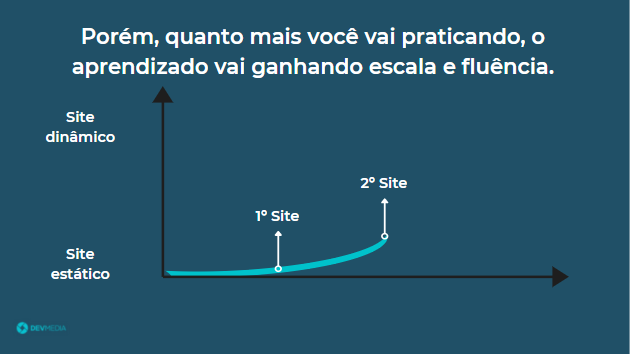 Porém, quanto mais você vai praticando, o
aprendizado vai ganhando escala e fluência.
Site
dinâmico
2º Site
1º Site
Site
estático
DEVMEDIA